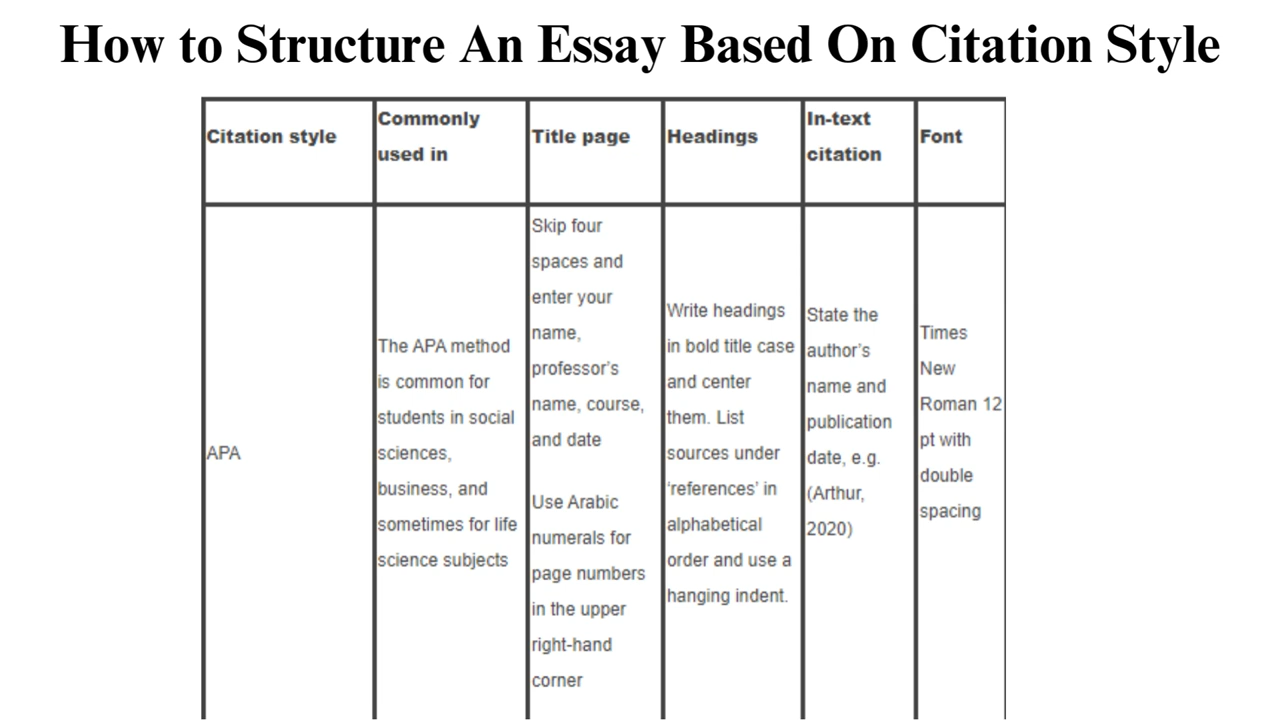 How to Structure An Essay Based On Citation Style
Citation style
Commonly
used in
Title page
Headings
In-text
citation
Font
APA
The APA method
is common for
students in social
sciences,
business, and
sometimes for life
science subjects
Skip four
spaces and
enter your
name,
professor’s
name, course,
and date
Use Arabic
numerals for
page numbers
in the upper
right-hand
corner
Write headings
in bold title case
and center
them. List
sources under
‘references’ in
alphabetical
order and use a
hanging indent.
State the
author’s
name and
publication
date, e.g.
(Arthur,
2020)
Times
New
Roman 12
pt with
double
spacing